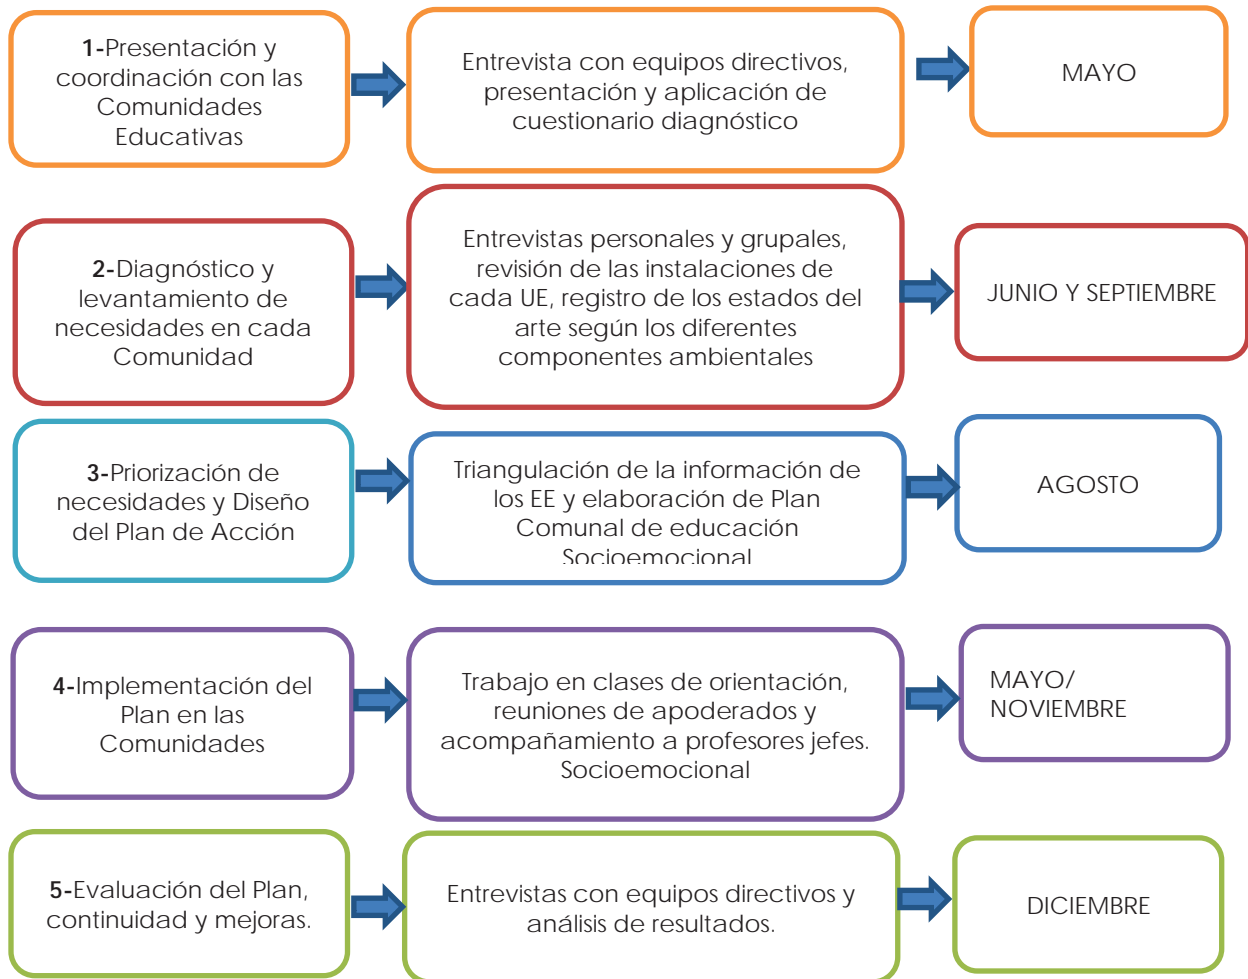 1-Presentación y
coordinación con las
Comunidades
Educativas
Entrevista con equipos directivos,
presentación y aplicación de
cuestionario diagnóstico
MAYO
2-Diagnóstico y
levantamiento de
necesidades en cada
Comunidad
Entrevistas personales y grupales,
revisión de las instalaciones de
cada UE, registro de los estados del
arte según los diferentes
componentes ambientales
JUNIO Y SEPTIEMBRE
3-Priorización de
necesidades y Diseño
del Plan de Acción
Triangulación de la información de
los EE y elaboración de Plan
Comunal de educación
Socioemocional
AGOSTO
4-Implementación del
Plan en las
Comunidades
Trabajo en clases de orientación,
reuniones de apoderados y
acompañamiento a profesores jefes.
Socioemocional
MAYO/
NOVIEMBRE
5-Evaluación del Plan,
continuidad y mejoras.
Entrevistas con equipos directivos y
análisis de resultados.
DICIEMBRE